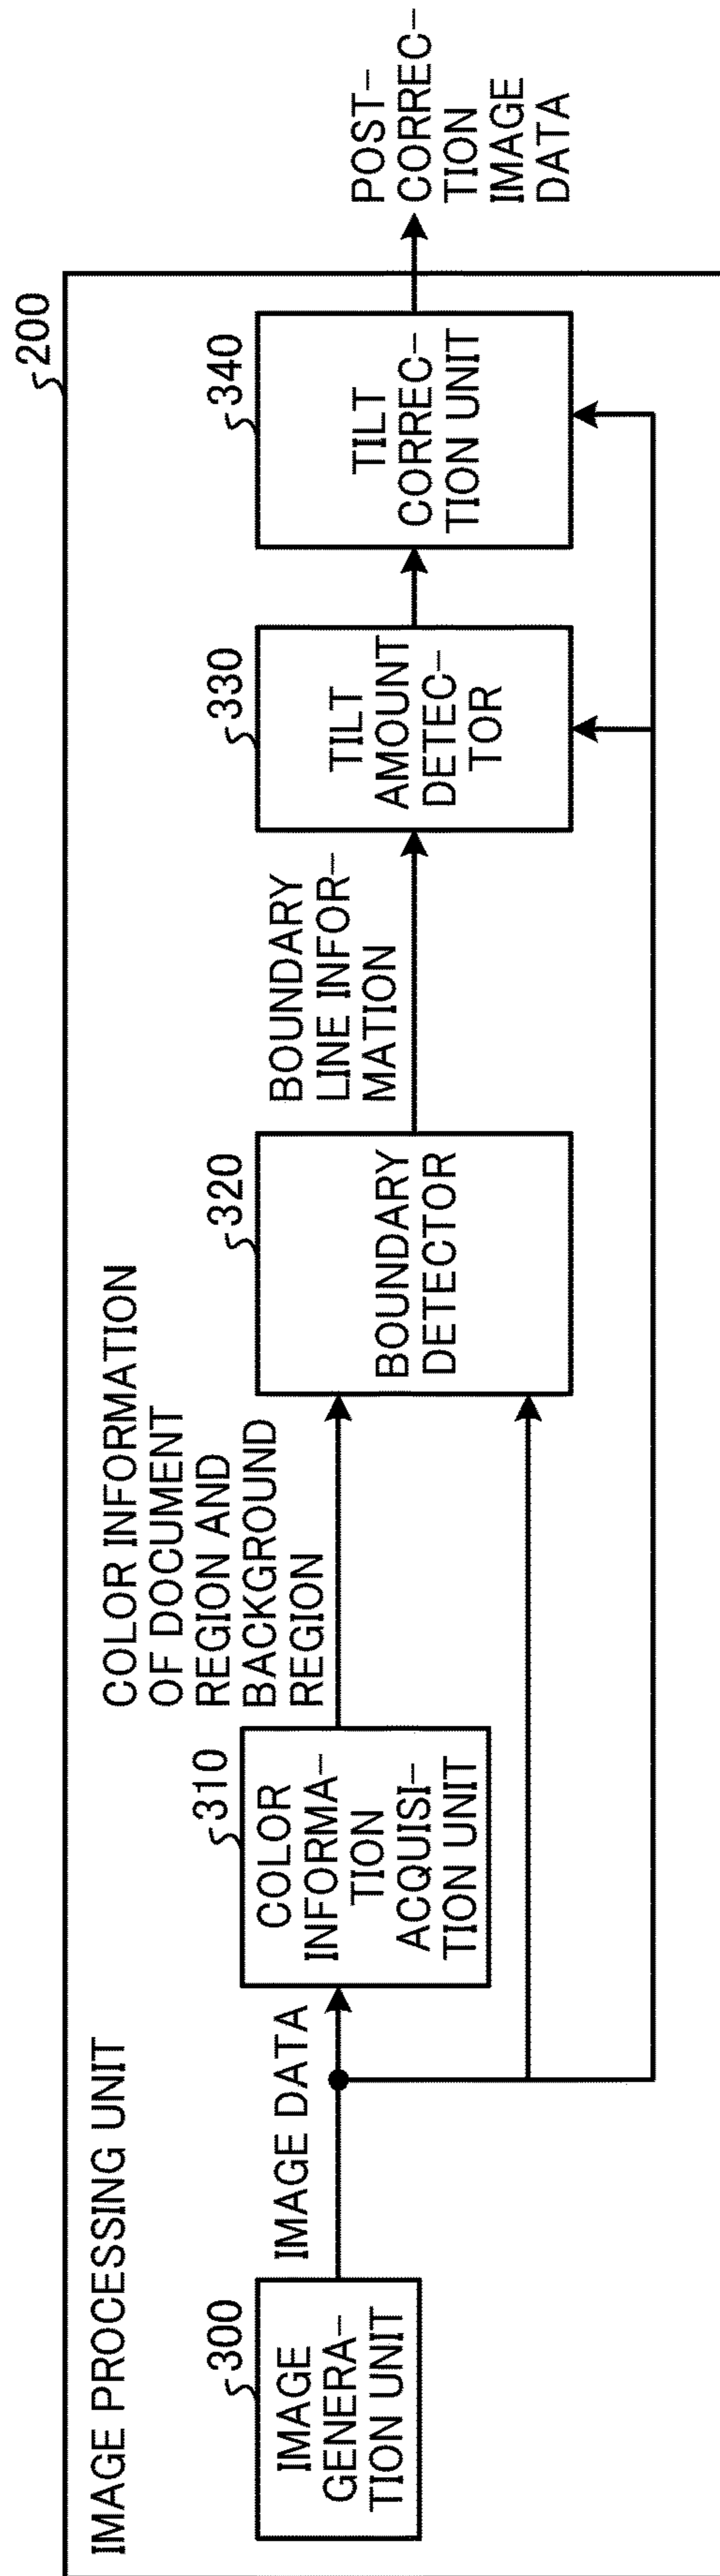 200
IMAGE PROCESSING UNIT
300
IMAGE
GENERA–
TION UNIT
IMAGE DATA
310
COLOR
INFORMA–
TION
ACQUISI–
TION UNIT
COLOR INFORMATION
OF DOCUMENT
REGION AND
BACKGROUND
REGION
320
BOUNDARY
DETECTOR
BOUNDARY
LINE INFOR–
MATION
330
TILT
AMOUNT
DETEC–
TOR
340
TILT
CORREC–
TION UNIT
POST–
CORREC–
TION
IMAGE
DATA